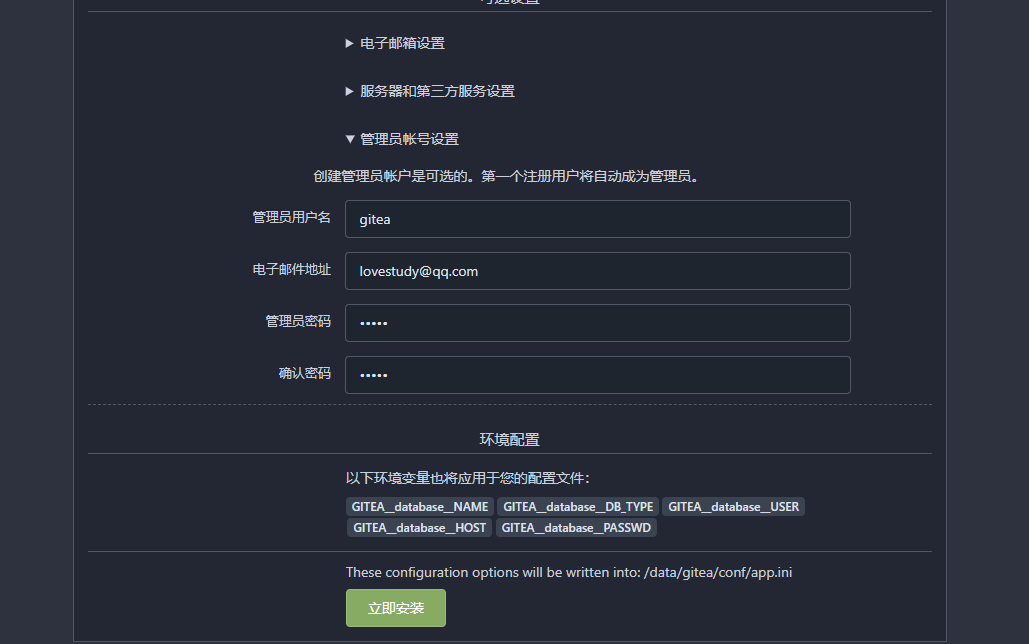 ▶ 电子邮箱设置
▶ 服务器和第三方服务设置
▼ 管理员帐号设置
创建管理员帐户是可选的。第一个注册用户将自动成为管理员。
管理员用户名 gitea
电子邮件地址 lovestudy@qq.com
管理员密码 •••••
确认密码 •••••
环境配置
以下环境变量也将应用于您的配置文件：
GITEA__database__NAME GITEA__database__DB_TYPE GITEA__database__USER
GITEA__database__HOST GITEA__database__PASSWD
These configuration options will be written into: /data/gitea/conf/app.ini
立即安装